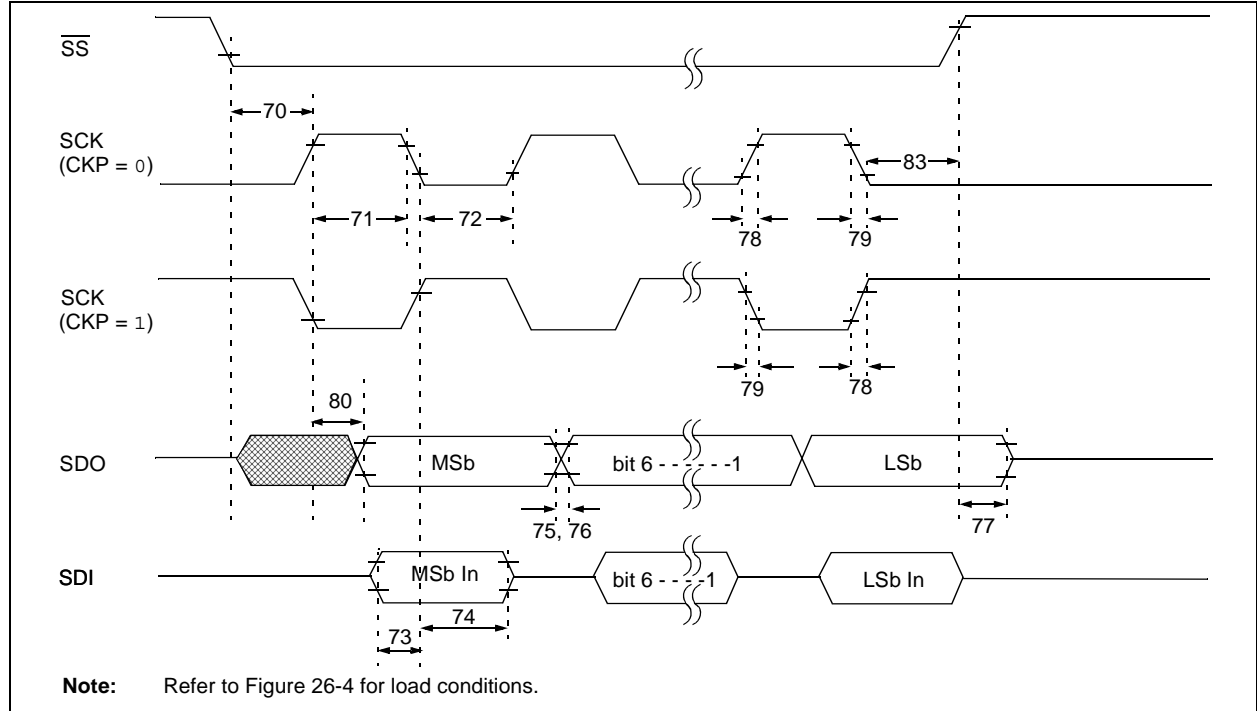 SS
70
SCK
(CKP = 0)
83
71
72
78
79
SCK
(CKP = 1)
79
78
80
SDO
MSb
bit 6 - - - - - -1
LSb
75, 76
77
SDI
MSb In
bit 6 - - - -1
LSb In
74
73
Note: Refer to Figure 26-4 for load conditions.